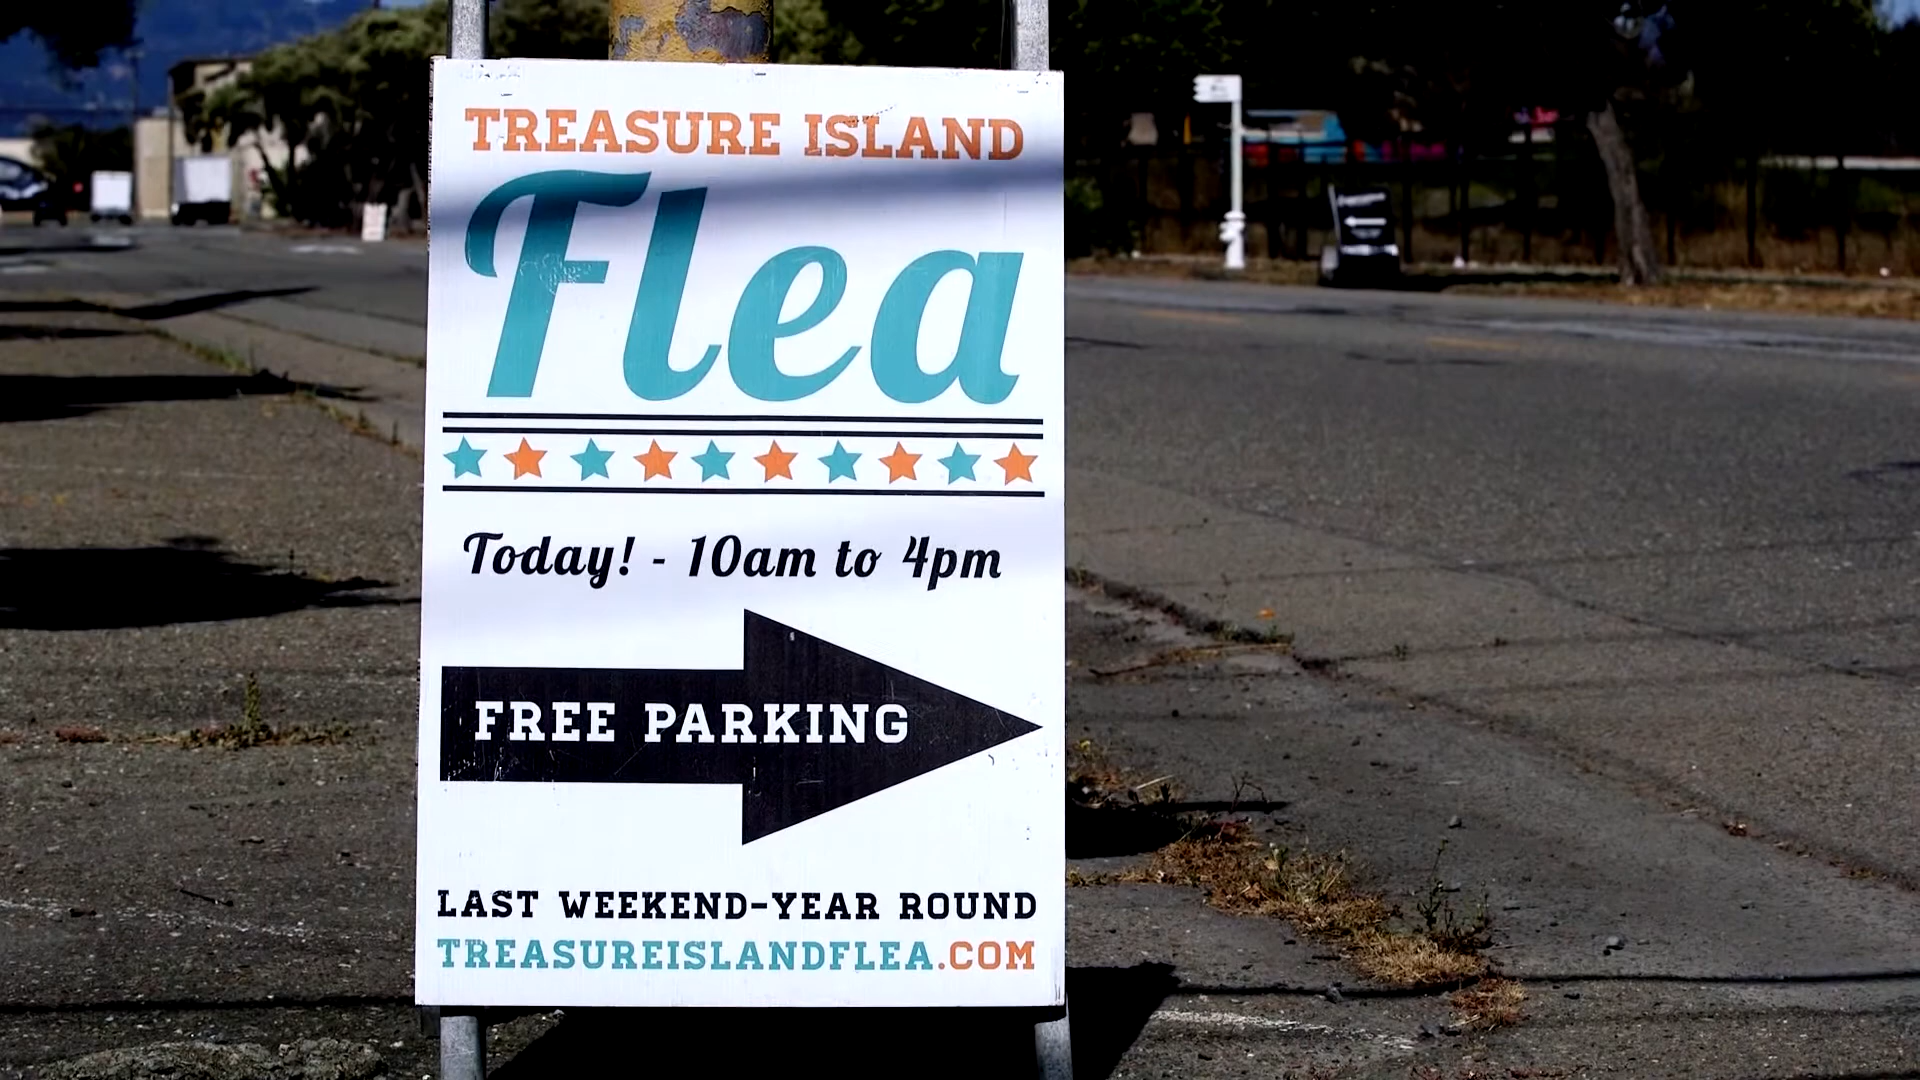 TREASURE ISLAND
Flea
Today! - 10am to 4pm
FREE PARKING
LAST WEEKEND-YEAR ROUND
TREASUREISLANDFLEA.COM